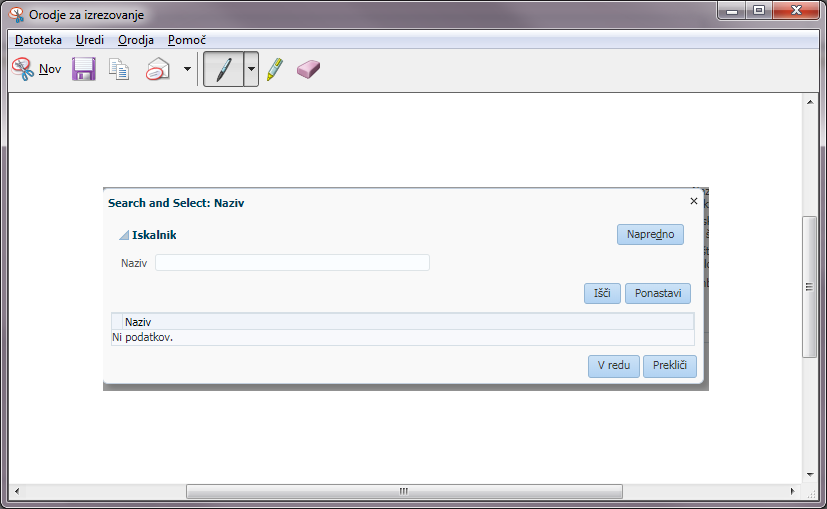 Orodje za izrezovanje
Datoteka Uredi Orodja Pomoč
Nov
Search and Select: Naziv
Iskalnik
Napredno
Naziv
Išči Ponastavi
Naziv
Ni podatkov.
V redu Prekliči